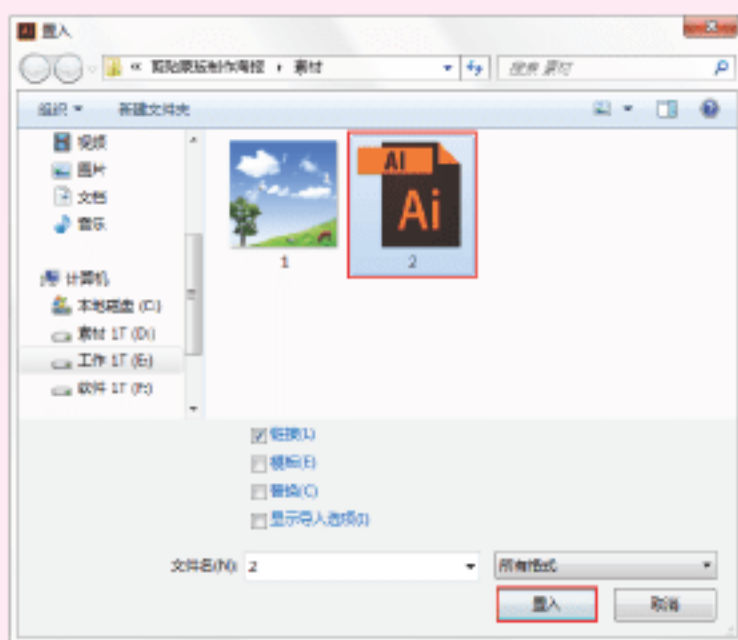 置入
« 剪贴蒙版制作海报 › 素材
搜索 素材
组织 新建文件夹
视频
图片
文档
音乐
计算机
本地磁盘 (C:)
素材 1T (D:)
工作 1T (E:)
软件 1T (F:)
AI
Ai
1
2
链接(L)
模板(E)
替换(C)
显示导入选项(I)
文件名(N): 2
所有格式
置入 取消